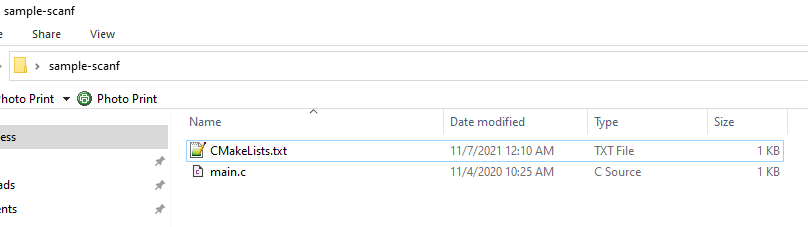 sample-scanf
Share View
sample-scanf
Photo Print Photo Print
Name Date modified Type Size
CMakeLists.txt 11/7/2021 12:10 AM TXT File 1 KB
main.c 11/4/2020 10:25 AM C Source 1 KB